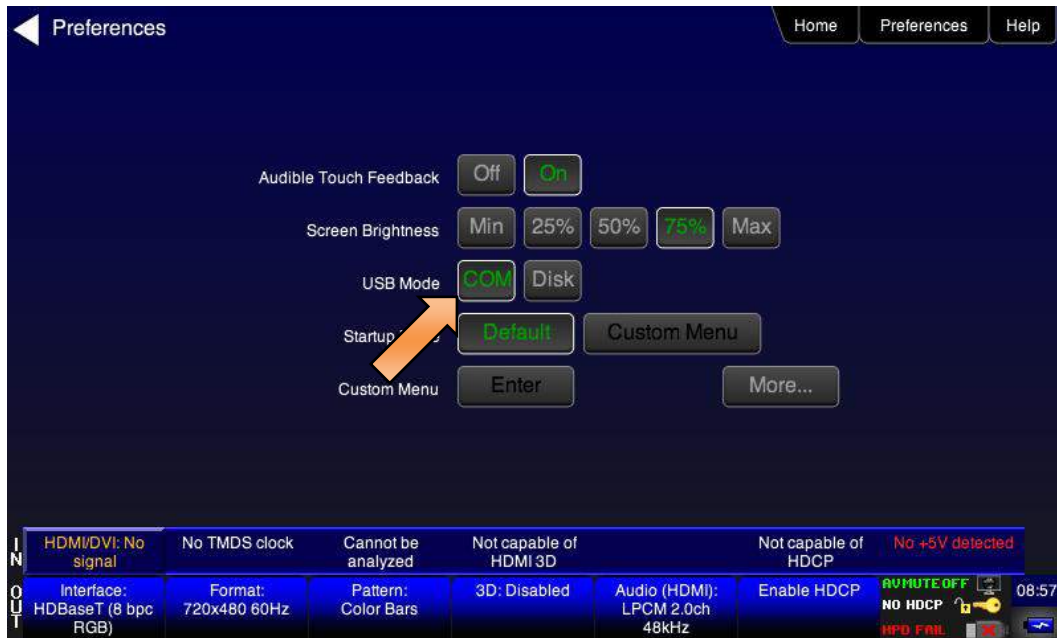 Preferences
Home Preferences Help
Audible Touch Feedback Off On
Screen Brightness Min 25% 50% 75% Max
USB Mode COM Disk
Startup Default Custom Menu
Custom Menu Enter More...
IN
HDMI/DVI: No signal
No TMDS clock
Cannot be analyzed
Not capable of HDMI 3D
Not capable of HDCP
No +5V detected
OUT
Interface: HDBaseT (8 bpc RGB)
Format: 720x480 60Hz
Pattern: Color Bars
3D: Disabled
Audio (HDMI): LPCM 2.0ch 48kHz
Enable HDCP
AVMUTE OFF
NO HDCP
HPD FAIL
08:57